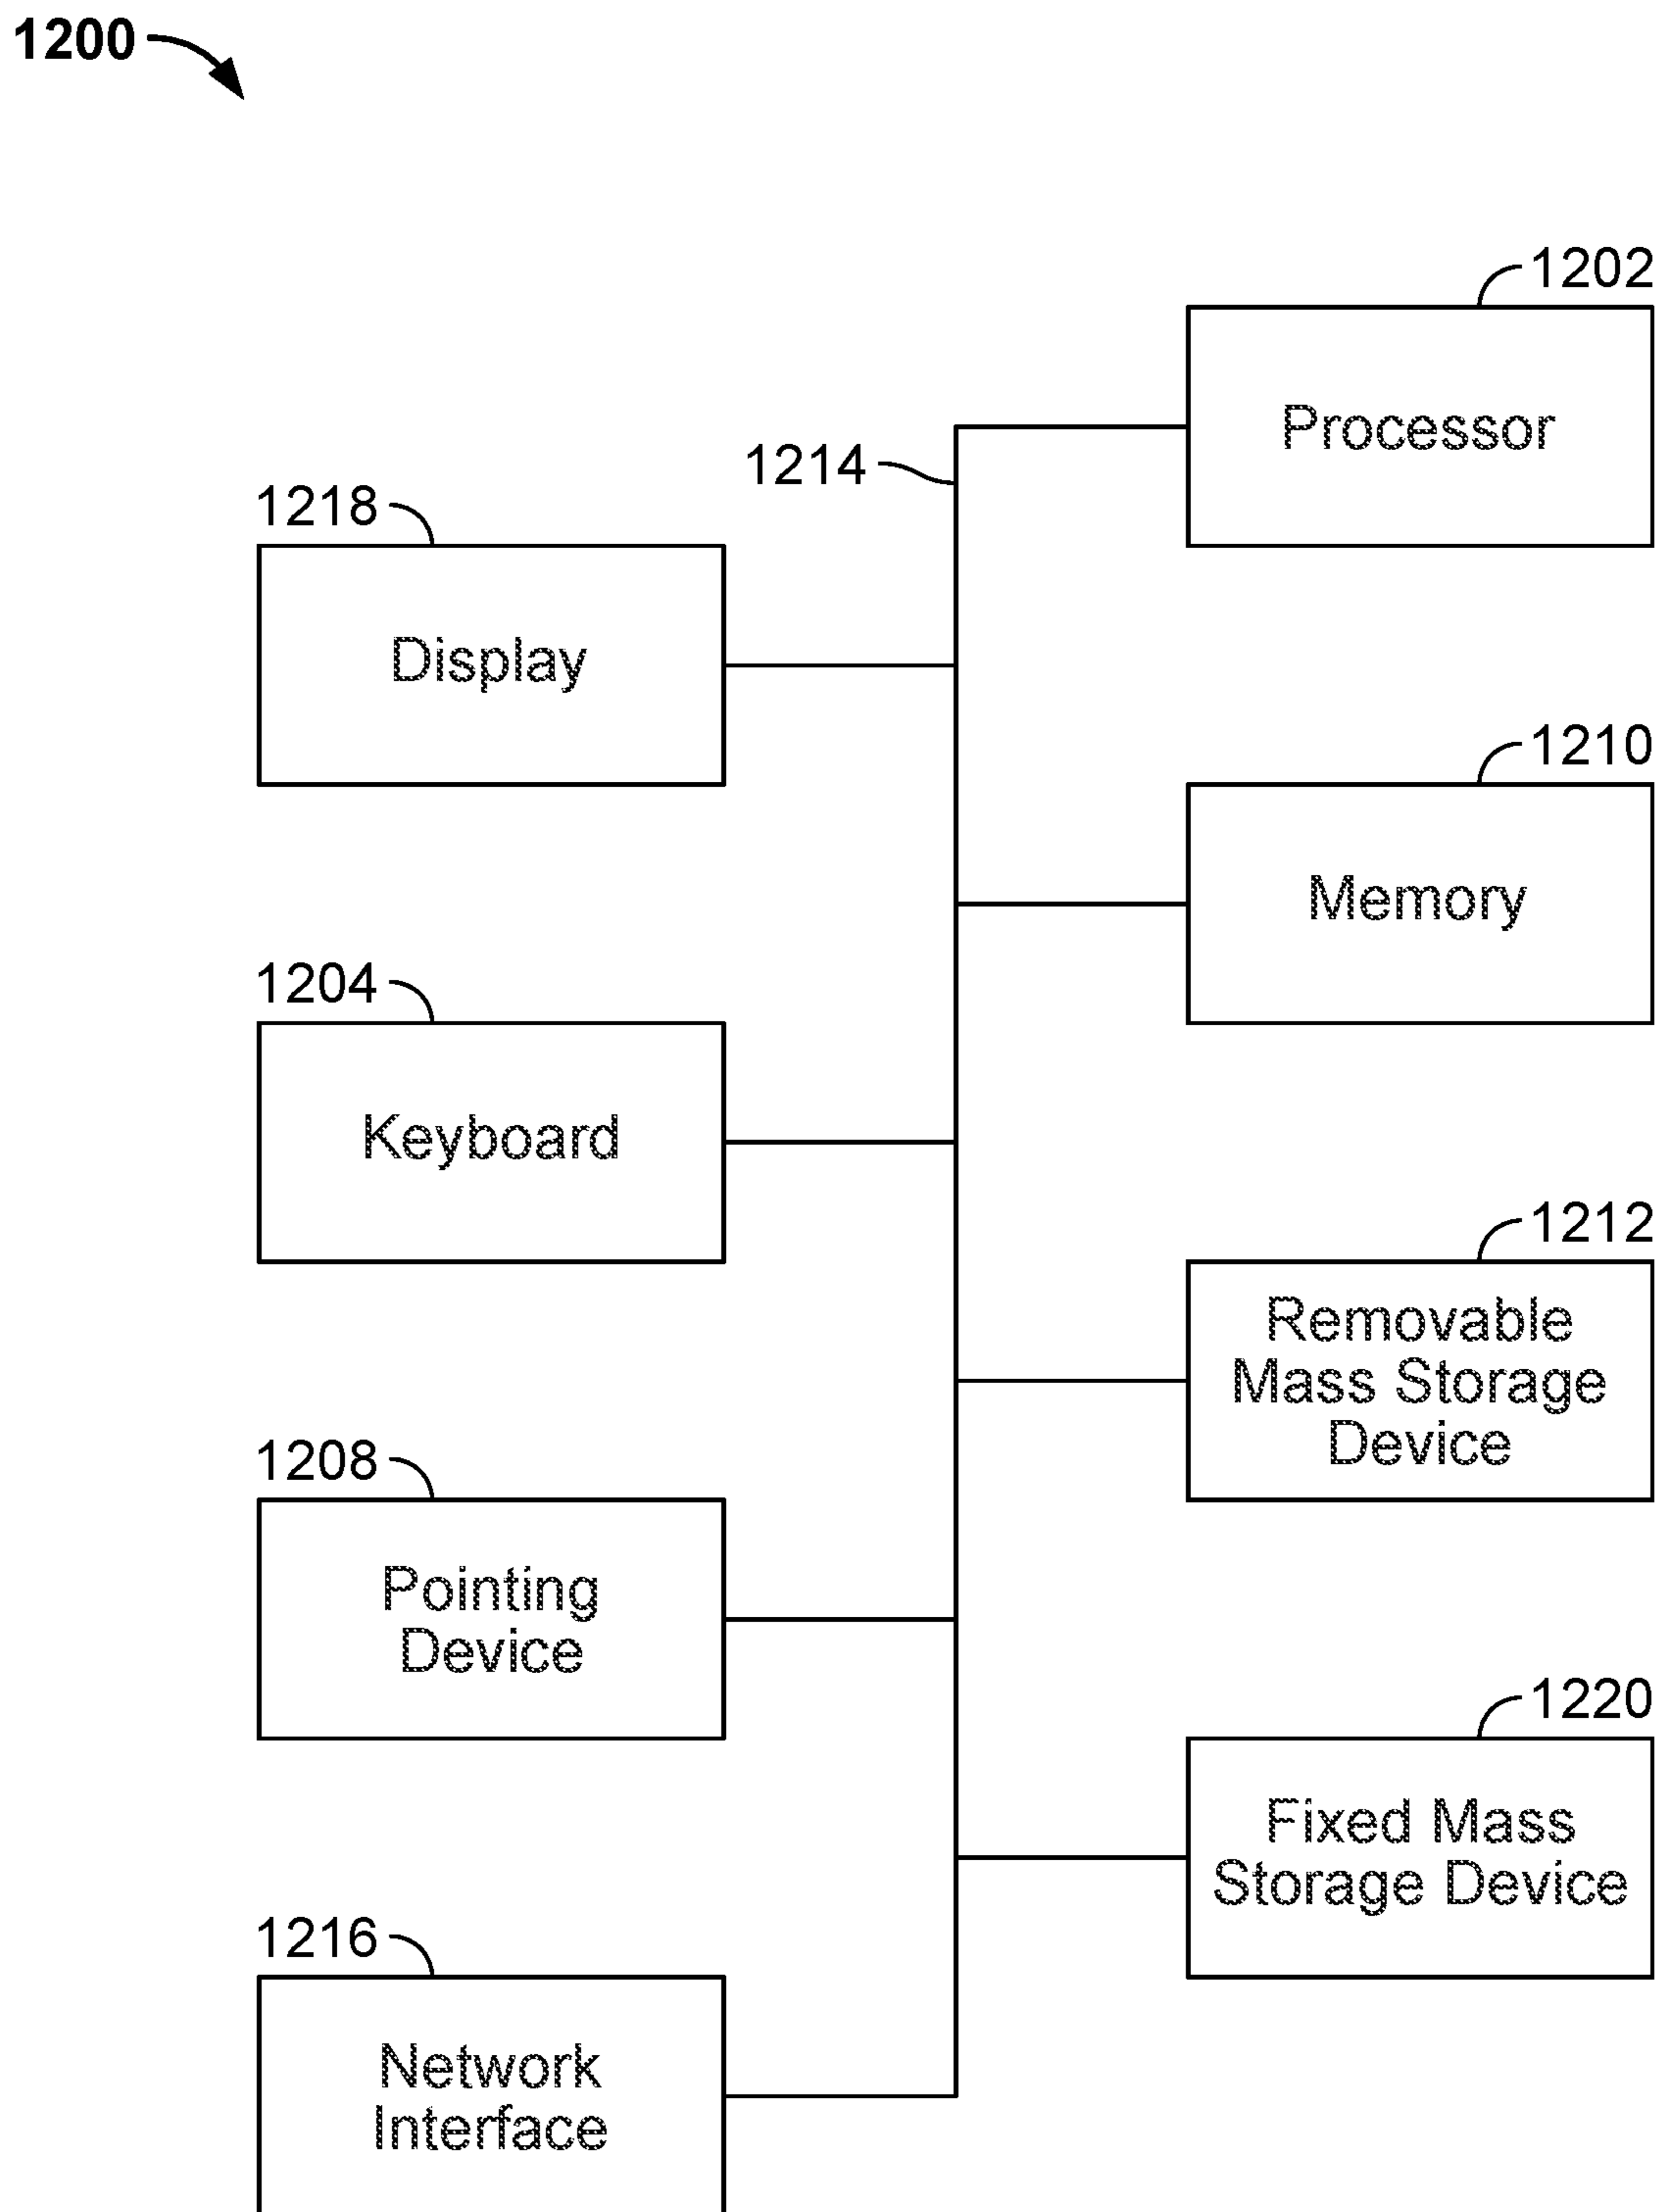 1200
1202
Processor
1214
1218
Display
1210
Memory
1204
Keyboard
1212
Removable
Mass Storage
Device
1208
Pointing
Device
1220
Fixed Mass
Storage Device
1216
Network
Interface